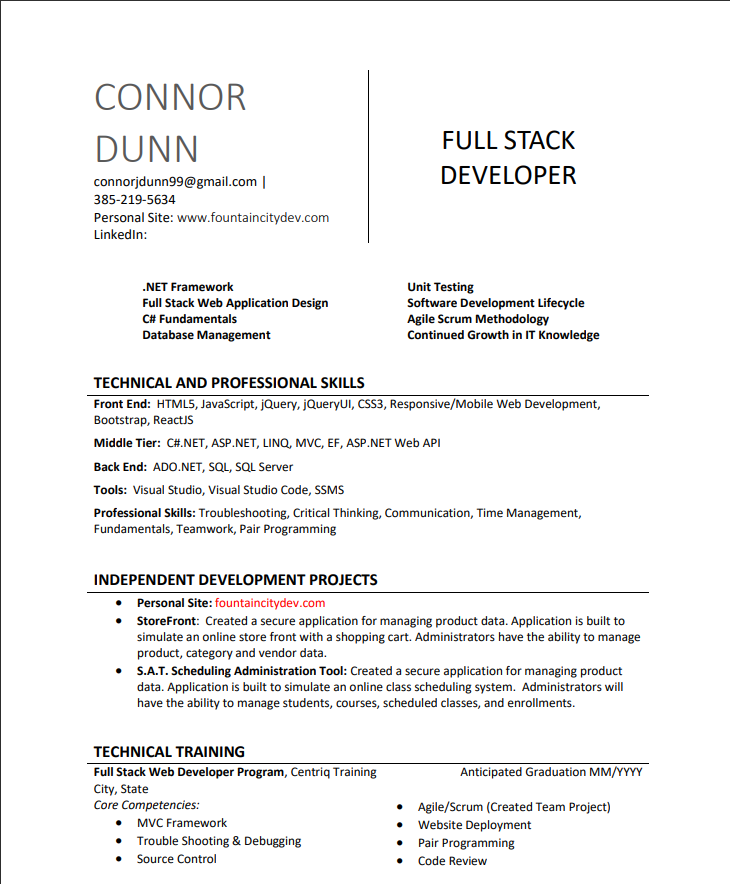 CONNOR
DUNN
connorjdunn99@gmail.com |
385-219-5634
Personal Site: www.fountaincitydev.com
LinkedIn:
FULL STACK
DEVELOPER
.NET Framework
Full Stack Web Application Design
C# Fundamentals
Database Management
Unit Testing
Software Development Lifecycle
Agile Scrum Methodology
Continued Growth in IT Knowledge
TECHNICAL AND PROFESSIONAL SKILLS
Front End: HTML5, JavaScript, jQuery, jQueryUI, CSS3, Responsive/Mobile Web Development,
Bootstrap, ReactJS
Middle Tier: C#.NET, ASP.NET, LINQ, MVC, EF, ASP.NET Web API
Back End: ADO.NET, SQL, SQL Server
Tools: Visual Studio, Visual Studio Code, SSMS
Professional Skills: Troubleshooting, Critical Thinking, Communication, Time Management,
Fundamentals, Teamwork, Pair Programming
INDEPENDENT DEVELOPMENT PROJECTS
• Personal Site: fountaincitydev.com
• StoreFront: Created a secure application for managing product data. Application is built to
simulate an online store front with a shopping cart. Administrators have the ability to manage
product, category and vendor data.
• S.A.T. Scheduling Administration Tool: Created a secure application for managing product
data. Application is built to simulate an online class scheduling system. Administrators will
have the ability to manage students, courses, scheduled classes, and enrollments.
TECHNICAL TRAINING
Full Stack Web Developer Program, Centriq Training
Anticipated Graduation MM/YYYY
City, State
Core Competencies:
• MVC Framework
• Trouble Shooting & Debugging
• Source Control
• Agile/Scrum (Created Team Project)
• Website Deployment
• Pair Programming
• Code Review